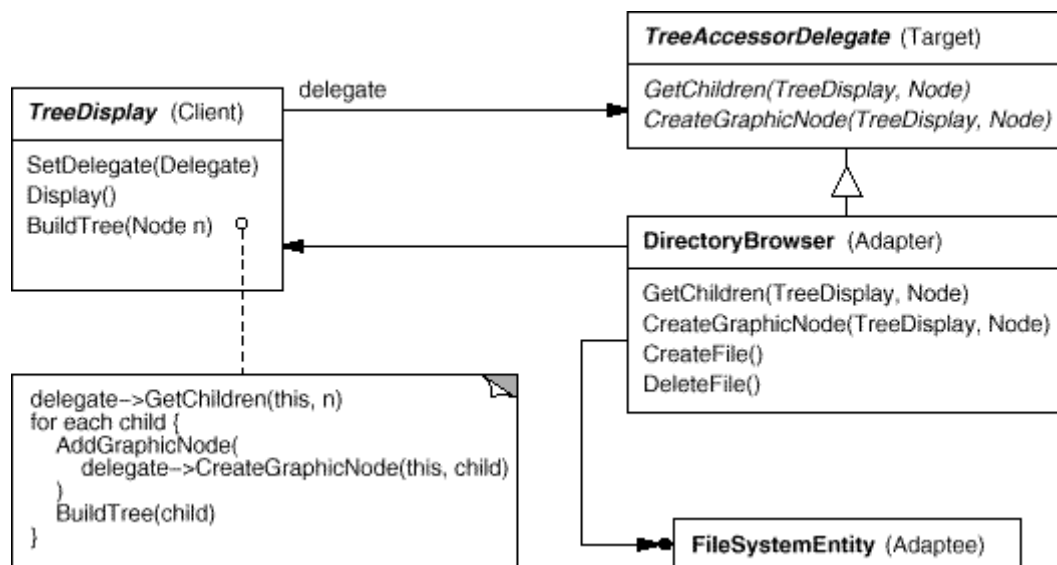 TreeAccessorDelegate (Target)
GetChildren(TreeDisplay, Node)
CreateGraphicNode(TreeDisplay, Node)
delegate
TreeDisplay (Client)
SetDelegate(Delegate)
Display()
BuildTree(Node n)
DirectoryBrowser (Adapter)
GetChildren(TreeDisplay, Node)
CreateGraphicNode(TreeDisplay, Node)
CreateFile()
DeleteFile()
delegate->GetChildren(this, n)
for each child {
AddGraphicNode(
delegate->CreateGraphicNode(this, child)
)
BuildTree(child)
}
FileSystemEntity (Adaptee)